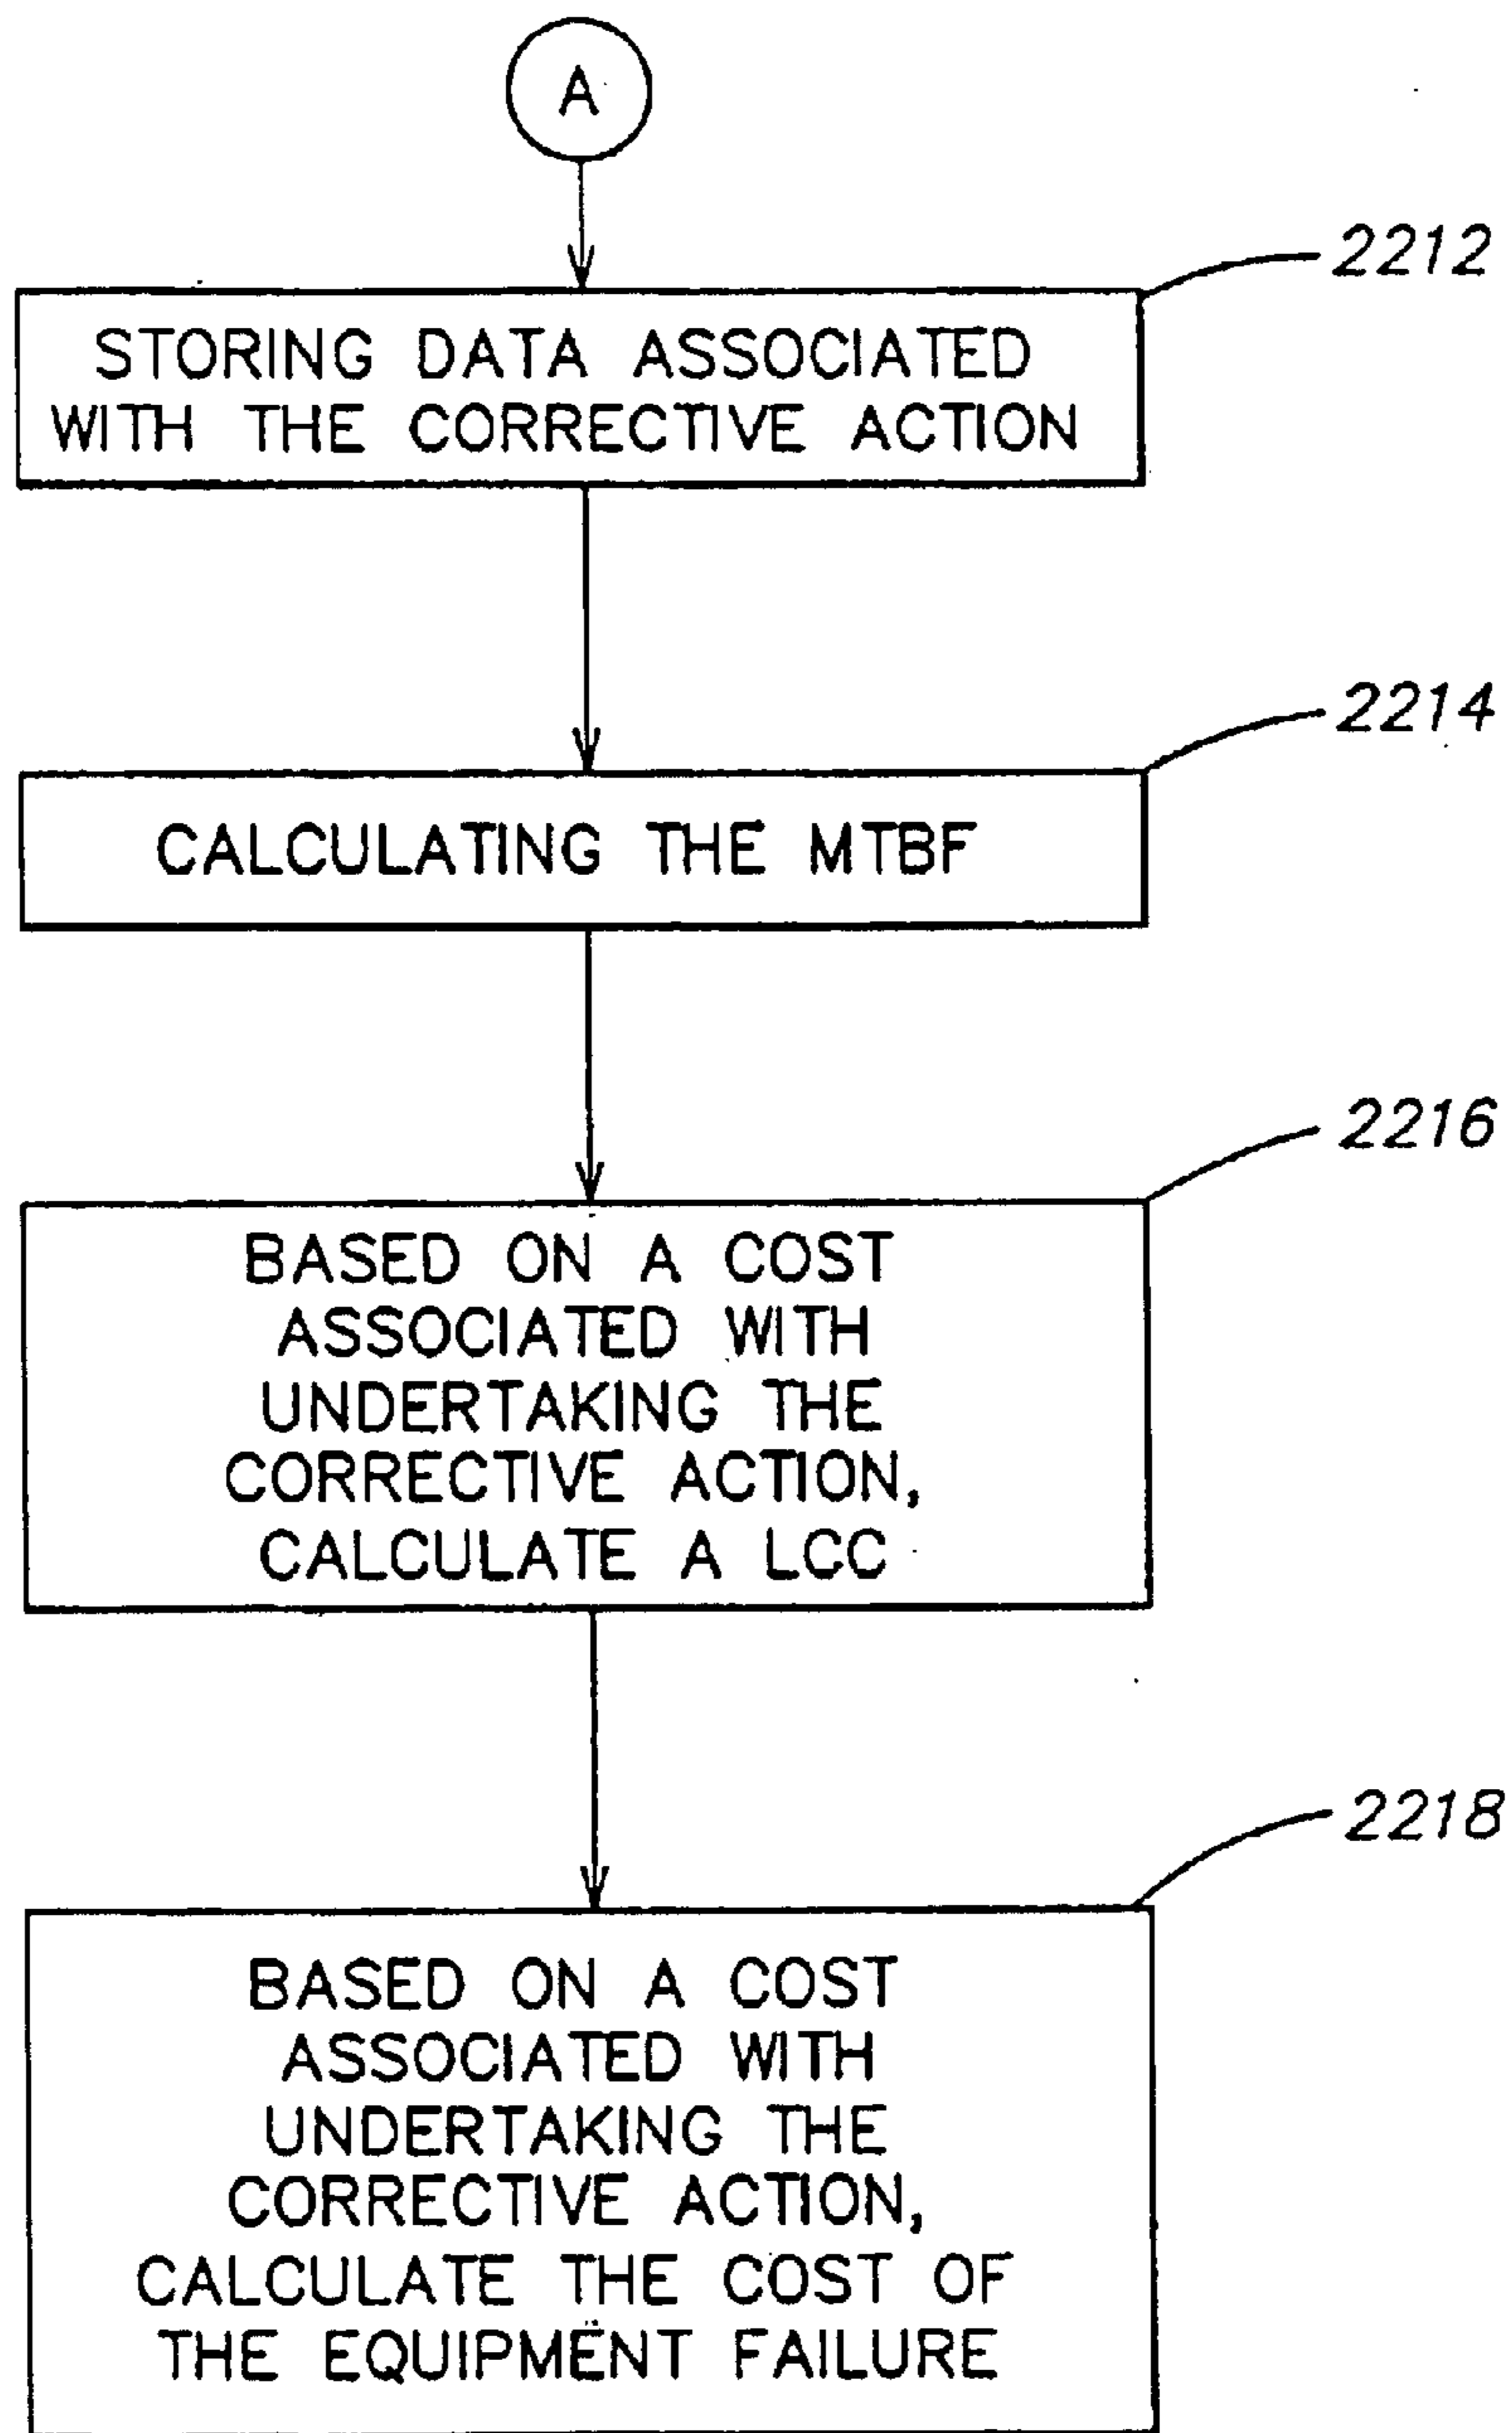 A
2212
STORING DATA ASSOCIATED
WITH THE CORRECTIVE ACTION
2214
CALCULATING THE MTBF
2216
BASED ON A COST
ASSOCIATED WITH
UNDERTAKING THE
CORRECTIVE ACTION,
CALCULATE A LCC
2218
BASED ON A COST
ASSOCIATED WITH
UNDERTAKING THE
CORRECTIVE ACTION,
CALCULATE THE COST OF
THE EQUIPMENT FAILURE